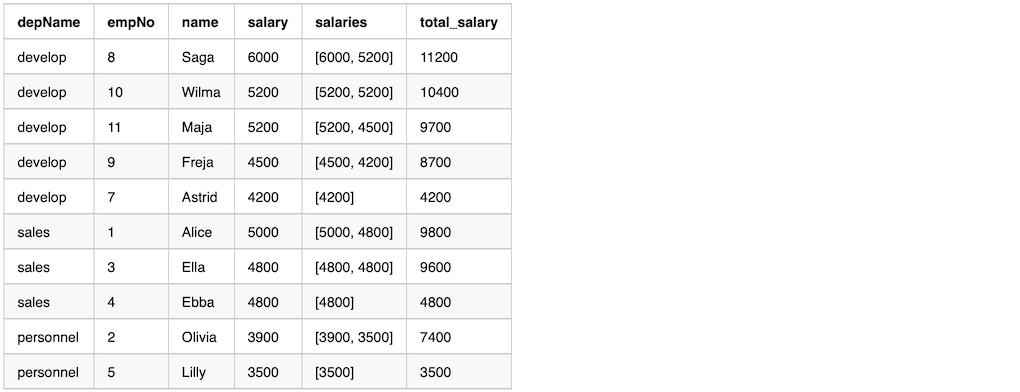 depName empNo name salary salaries total_salary
develop 8 Saga 6000 [6000, 5200] 11200
develop 10 Wilma 5200 [5200, 5200] 10400
develop 11 Maja 5200 [5200, 4500] 9700
develop 9 Freja 4500 [4500, 4200] 8700
develop 7 Astrid 4200 [4200] 4200
sales 1 Alice 5000 [5000, 4800] 9800
sales 3 Ella 4800 [4800, 4800] 9600
sales 4 Ebba 4800 [4800] 4800
personnel 2 Olivia 3900 [3900, 3500] 7400
personnel 5 Lilly 3500 [3500] 3500